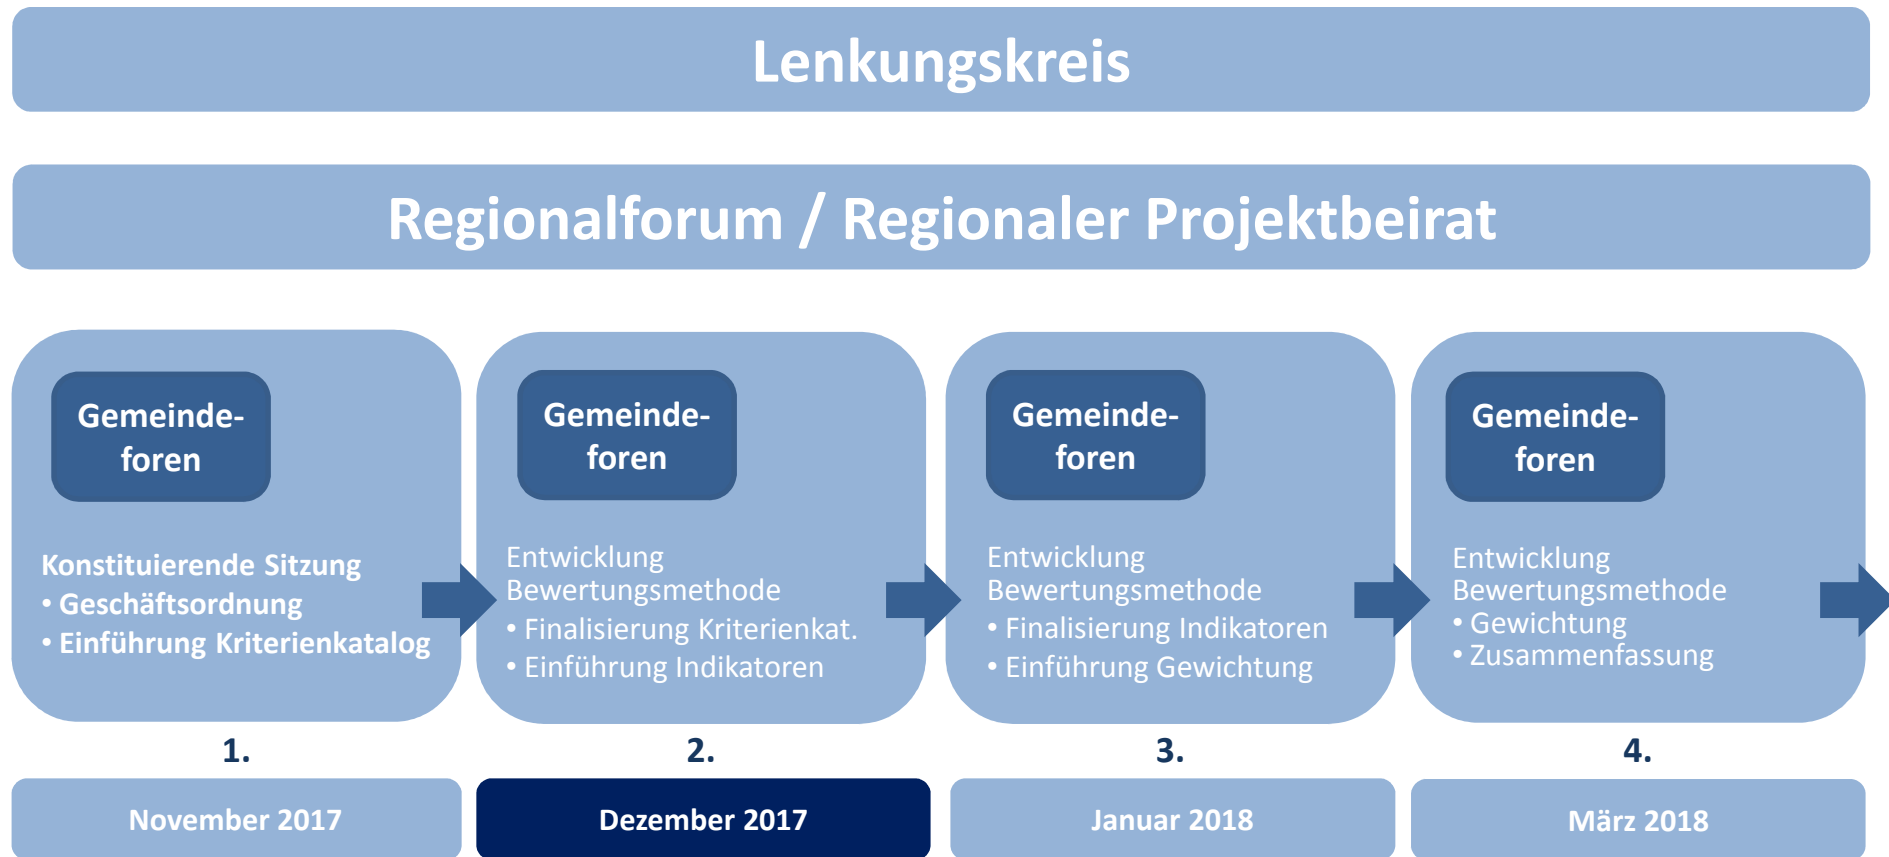 Lenkungskreis
Regionalforum / Regionaler Projektbeirat
Gemeinde-
foren
Konstituierende Sitzung
• Geschäftsordnung
• Einführung Kriterienkatalog
1.
November 2017
Gemeinde-
foren
Entwicklung
Bewertungsmethode
• Finalisierung Kriterienkat.
• Einführung Indikatoren
2.
Dezember 2017
Gemeinde-
foren
Entwicklung
Bewertungsmethode
• Finalisierung Indikatoren
• Einführung Gewichtung
3.
Januar 2018
Gemeinde-
foren
Entwicklung
Bewertungsmethode
• Gewichtung
• Zusammenfassung
4.
März 2018